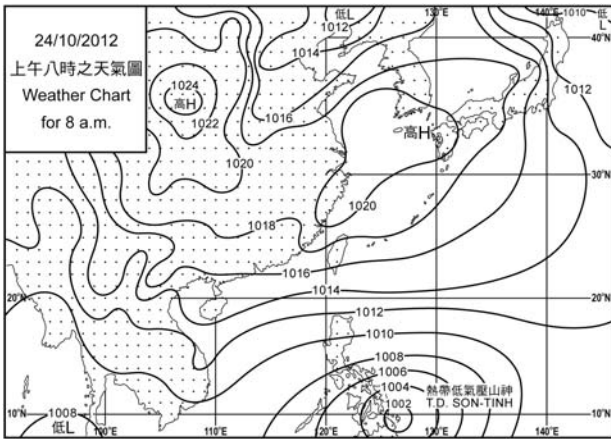 24/10/2012
上午八時之天氣圖
Weather Chart
for 8 a.m.
低L
130°E
140°E
1010
低
L
40°N
1012
1014
1012
1024
高H
1022
1016
1020
高H
30°N
1020
1018
1016
1014
20°N
20°N
1012
1010
1008
1006
1004
1002
熱帶低氣壓山神
T.D. SON-TINH
10°N
1008
低L
100°E
110°E
120°E
130°E
140°E
10°N